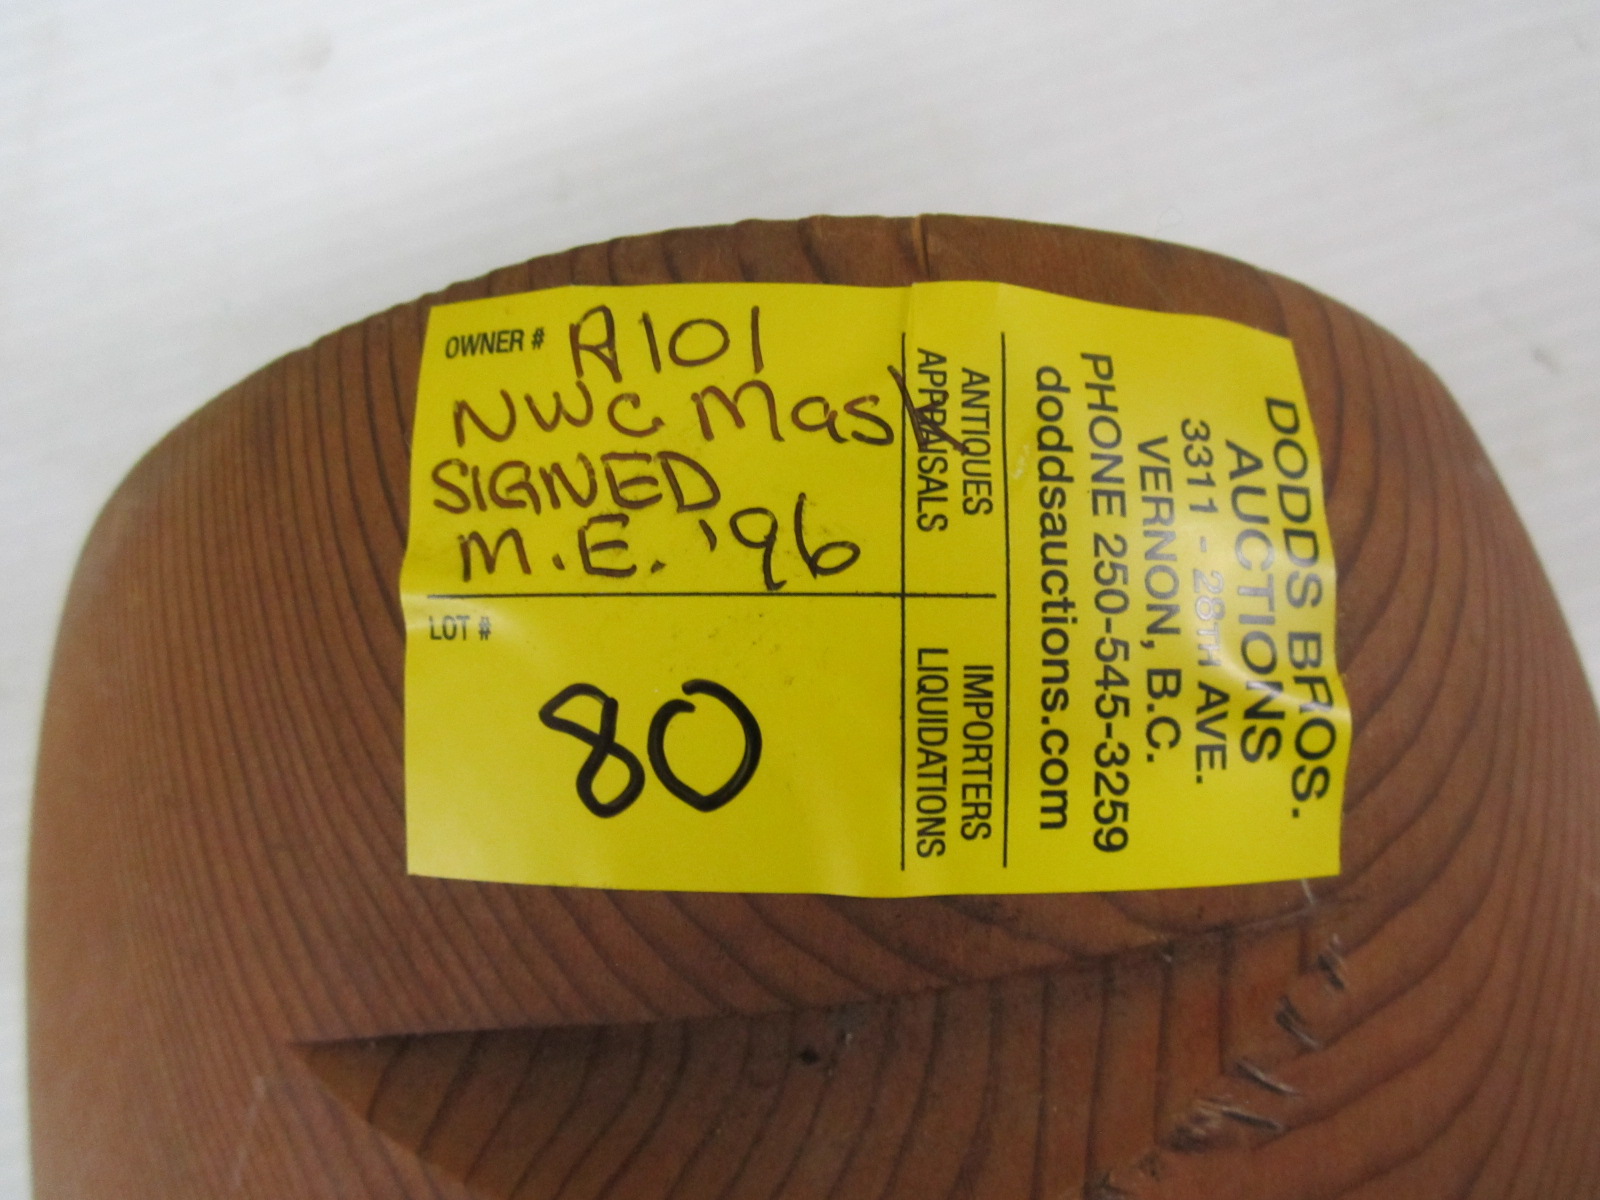 OWNER # R101
NWC Mask
SIGNED
M.E. '96
LOT #
80
ANTIQUES
APPRAISALS
IMPORTERS
LIQUIDATIONS
DODDS BROS.
AUCTIONS
3311 - 28TH AVE.
VERNON, B.C.
PHONE 250-545-3259
doddsauctions.com